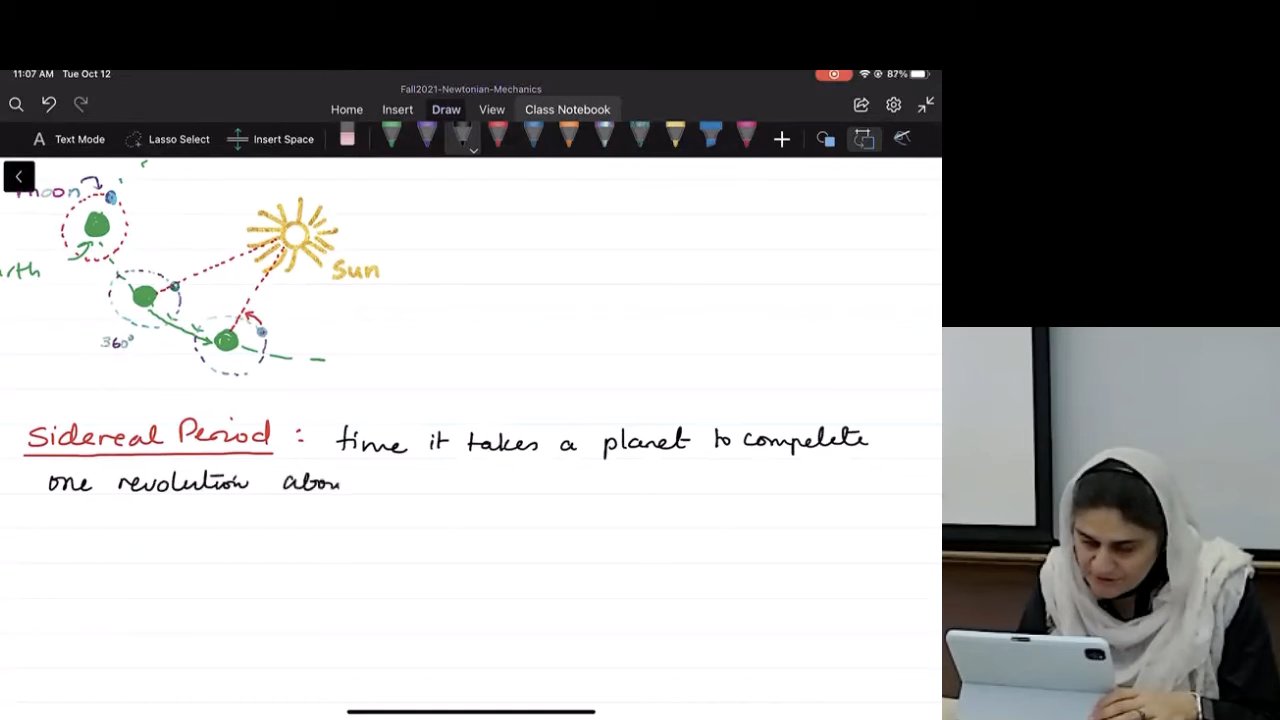 11:07 AM Tue Oct 12
87%
Fall2021-Newtonian-Mechanics
Home Insert Draw View Class Notebook
Text Mode Lasso Select Insert Space
moon
Sun
360°
Sidereal Period : time it takes a planet to compelete
one revolution abou